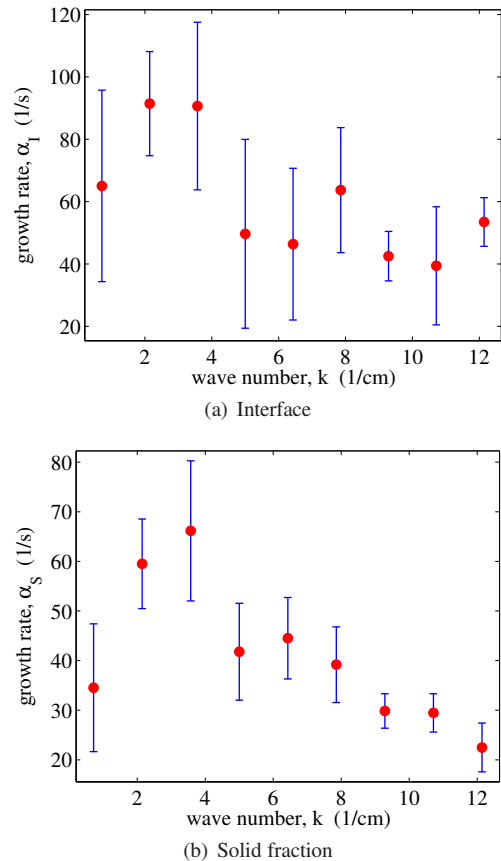 120
100
80
60
40
20
growth rate, α_I (1/s)
2 4 6 8 10 12
wave number, k (1/cm)
(a) Interface
80
70
60
50
40
30
20
growth rate, α_S (1/s)
2 4 6 8 10 12
wave number, k (1/cm)
(b) Solid fraction